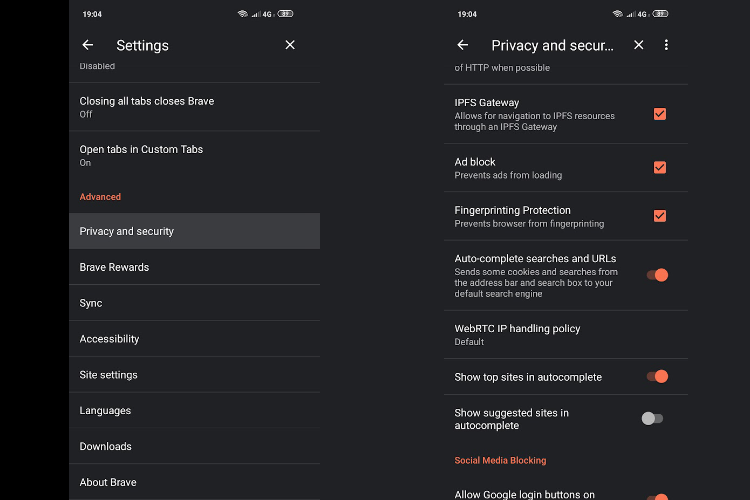 19:04
4G
89
Settings
Disabled
Closing all tabs closes Brave
Off
Open tabs in Custom Tabs
On
Advanced
Privacy and security
Brave Rewards
Sync
Accessibility
Site settings
Languages
Downloads
About Brave
19:04
4G
89
Privacy and secur...
of HTTP when possible
IPFS Gateway
Allows for navigation to IPFS resources
through an IPFS Gateway
Ad block
Prevents ads from loading
Fingerprinting Protection
Prevents browser from fingerprinting
Auto-complete searches and URLs
Sends some cookies and searches from
the address bar and search box to your
default search engine
WebRTC IP handling policy
Default
Show top sites in autocomplete
Show suggested sites in
autocomplete
Social Media Blocking
Allow Google login buttons on